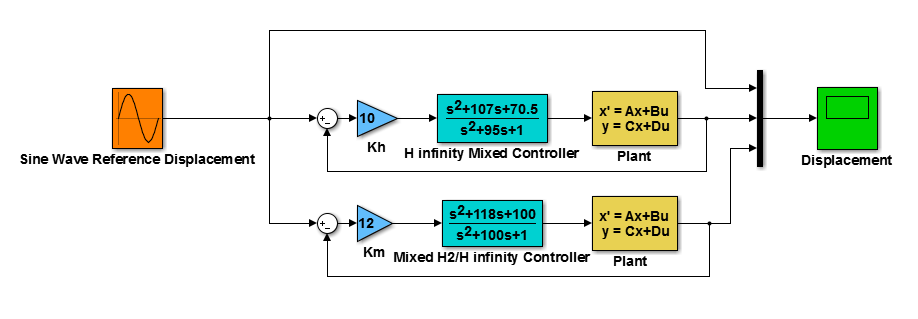 Sine Wave Reference Displacement
+
-
10
Kh
s2+107s+70.5
s2+95s+1
H infinity Mixed Controller
x' = Ax+Bu
y = Cx+Du
Plant
Displacement
+
-
12
Km
s2+118s+100
s2+100s+1
Mixed H2/H infinity Controller
x' = Ax+Bu
y = Cx+Du
Plant